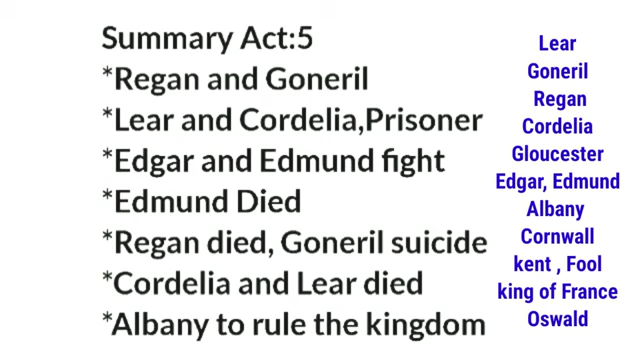 Summary Act:5
*Regan and Goneril
*Lear and Cordelia,Prisoner
*Edgar and Edmund fight
*Edmund Died
*Regan died, Goneril suicide
*Cordelia and Lear died
*Albany to rule the kingdom
Lear
Goneril
Regan
Cordelia
Gloucester
Edgar, Edmund
Albany
Cornwall
kent , Fool
king of France
Oswald